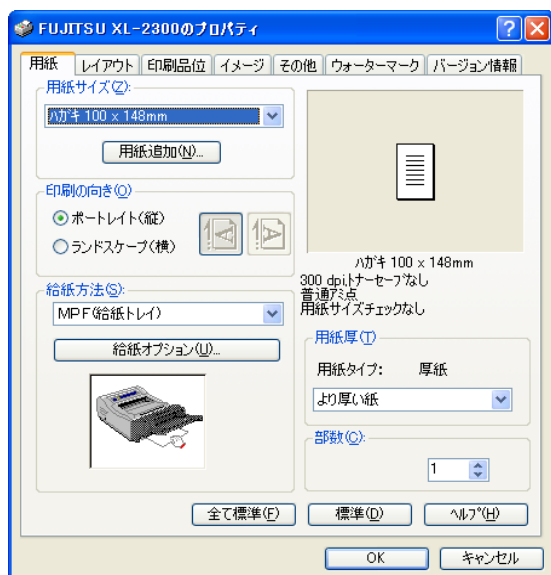 FUJITSU XL-2300のプロパティ
用紙 レイアウト 印刷品位 イメージ その他 ウォーターマーク バージョン情報
用紙サイズ(Z):
ハガキ 100 x 148mm
用紙追加(N)...
印刷の向き(O)
ポートレイト(縦)
ランドスケープ(横)
ハガキ 100 x 148mm
300 dpi,トナーセーブなし
普通アミ点
用紙サイズチェックなし
給紙方法(S):
MPF(給紙トレイ)
給紙オプション(U)...
用紙厚(T)
用紙タイプ: 厚紙
より厚い紙
部数(C):
1
全て標準(F) 標準(D) ヘルプ(H)
OK キャンセル